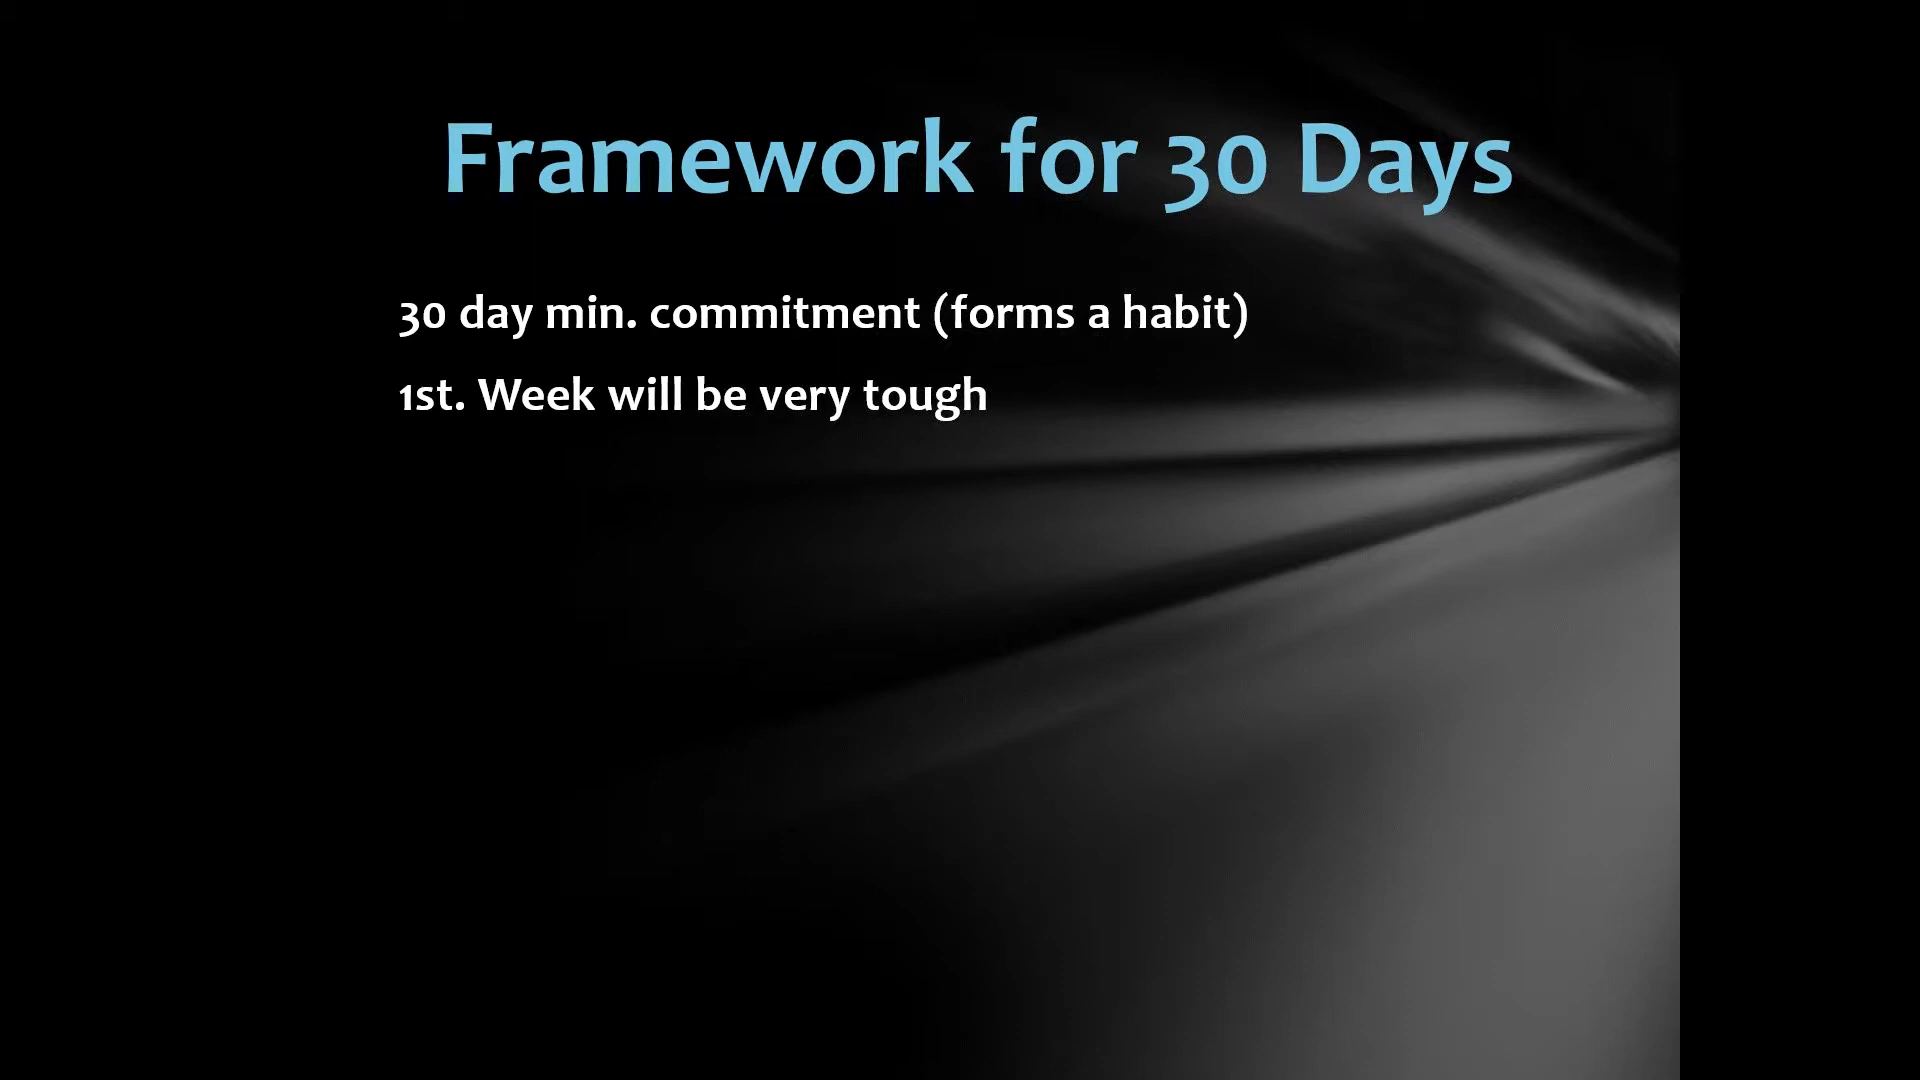 Framework for 30 Days
30 day min. commitment (forms a habit)
1st. Week will be very tough